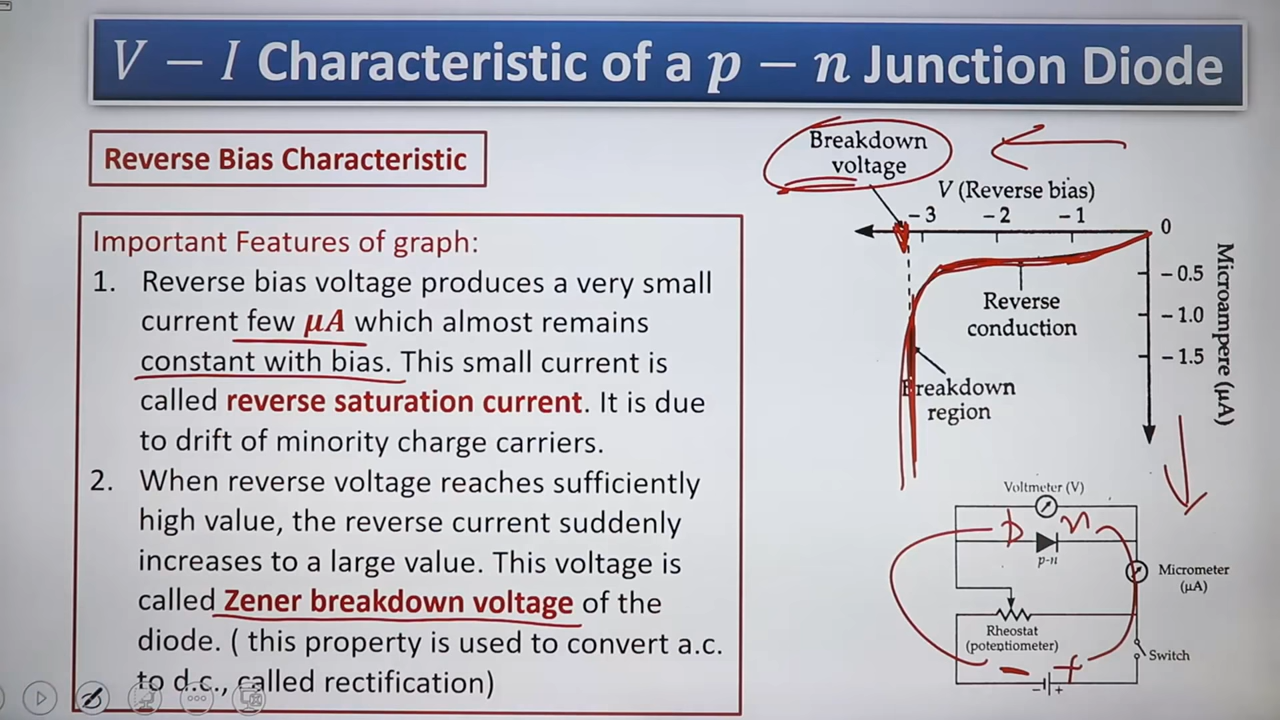 V – I Characteristic of a p – n Junction Diode
Reverse Bias Characteristic
Important Features of graph:
1. Reverse bias voltage produces a very small
current few μA which almost remains
constant with bias. This small current is
called reverse saturation current. It is due
to drift of minority charge carriers.
2. When reverse voltage reaches sufficiently
high value, the reverse current suddenly
increases to a large value. This voltage is
called Zener breakdown voltage of the
diode. ( this property is used to convert a.c.
to d.c., called rectification)
Breakdown
voltage
V (Reverse bias)
– 3 – 2 – 1 0
– 0.5
– 1.0
– 1.5
Microampere (μA)
Reverse
conduction
Breakdown
region
Voltmeter (V)
p n
p-n
Micrometer
(μA)
Rheostat
(potentiometer)
Switch
– +
– +